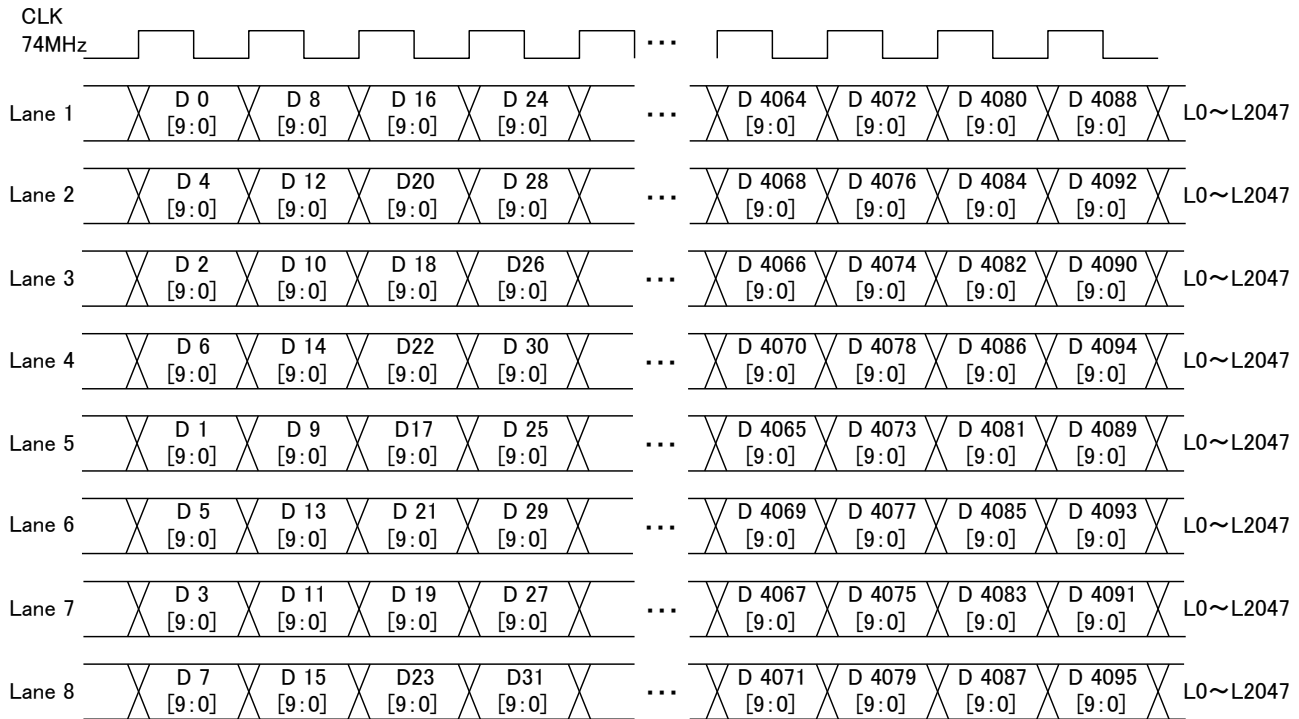 CLK
74MHz
...
Lane 1 D 0 [9:0] D 8 [9:0] D 16 [9:0] D 24 [9:0] ... D 4064 [9:0] D 4072 [9:0] D 4080 [9:0] D 4088 [9:0] L0～L2047
Lane 2 D 4 [9:0] D 12 [9:0] D20 [9:0] D 28 [9:0] ... D 4068 [9:0] D 4076 [9:0] D 4084 [9:0] D 4092 [9:0] L0～L2047
Lane 3 D 2 [9:0] D 10 [9:0] D 18 [9:0] D26 [9:0] ... D 4066 [9:0] D 4074 [9:0] D 4082 [9:0] D 4090 [9:0] L0～L2047
Lane 4 D 6 [9:0] D 14 [9:0] D22 [9:0] D 30 [9:0] ... D 4070 [9:0] D 4078 [9:0] D 4086 [9:0] D 4094 [9:0] L0～L2047
Lane 5 D 1 [9:0] D 9 [9:0] D17 [9:0] D 25 [9:0] ... D 4065 [9:0] D 4073 [9:0] D 4081 [9:0] D 4089 [9:0] L0～L2047
Lane 6 D 5 [9:0] D 13 [9:0] D 21 [9:0] D 29 [9:0] ... D 4069 [9:0] D 4077 [9:0] D 4085 [9:0] D 4093 [9:0] L0～L2047
Lane 7 D 3 [9:0] D 11 [9:0] D 19 [9:0] D 27 [9:0] ... D 4067 [9:0] D 4075 [9:0] D 4083 [9:0] D 4091 [9:0] L0～L2047
Lane 8 D 7 [9:0] D 15 [9:0] D23 [9:0] D31 [9:0] ... D 4071 [9:0] D 4079 [9:0] D 4087 [9:0] D 4095 [9:0] L0～L2047